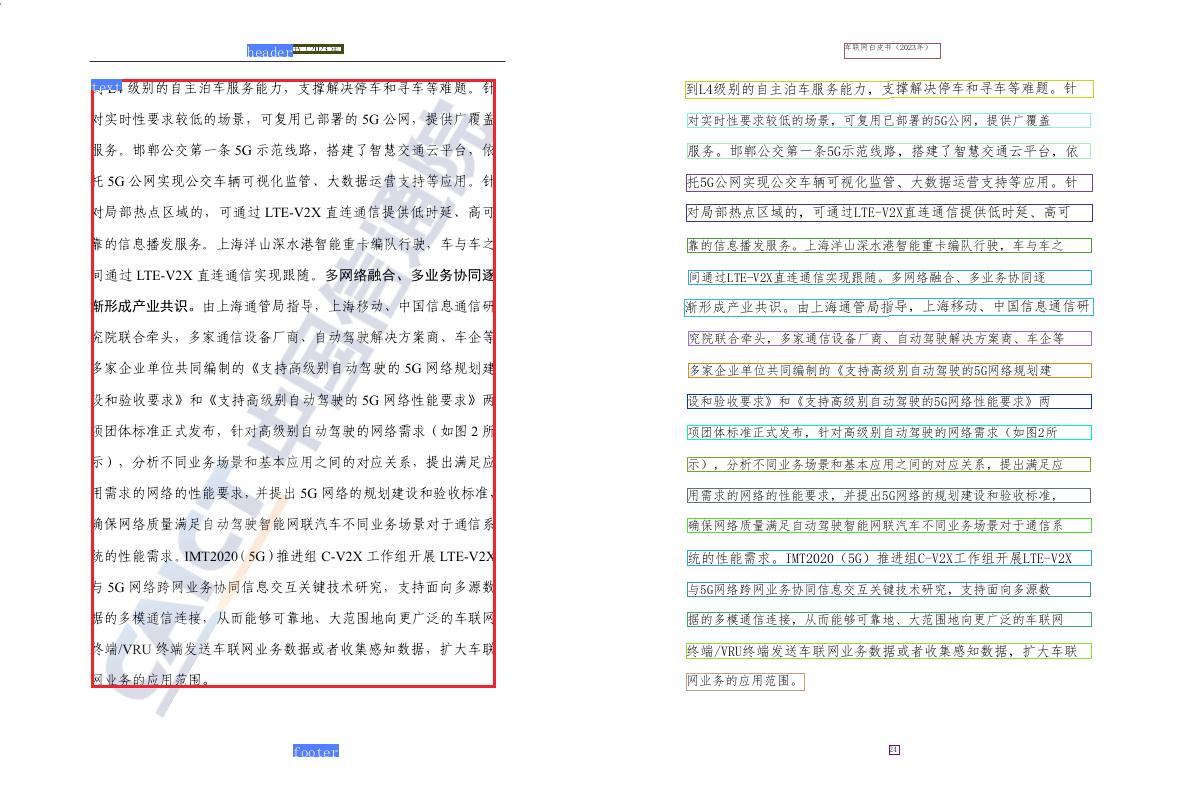 header
text
级别的自主泊车服务能力，支撑解决停车和寻车等难题。针
对实时性要求较低的场景，可复用已部署的 5G 公网，提供广覆盖
服务。邯郸公交第一条 5G 示范线路，搭建了智慧交通云平台，依
托 5G 公网实现公交车辆可视化监管、大数据运营支持等应用。针
对局部热点区域的，可通过 LTE-V2X 直连通信提供低时延、高可
靠的信息播发服务。上海洋山深水港智能重卡编队行驶，车与车之
间通过 LTE-V2X 直连通信实现跟随。多网络融合、多业务协同逐
渐形成产业共识。由上海通管局指导，上海移动、中国信息通信研
究院联合牵头，多家通信设备厂商、自动驾驶解决方案商、车企等
多家企业单位共同编制的《支持高级别自动驾驶的 5G 网络规划建
设和验收要求》和《支持高级别自动驾驶的 5G 网络性能要求》两
项团体标准正式发布，针对高级别自动驾驶的网络需求（如图 2 所
示），分析不同业务场景和基本应用之间的对应关系，提出满足应
用需求的网络的性能要求，并提出 5G 网络的规划建设和验收标准，
确保网络质量满足自动驾驶智能网联汽车不同业务场景对于通信系
统的性能需求。IMT2020（5G）推进组 C-V2X 工作组开展 LTE-V2X
与 5G 网络跨网业务协同信息交互关键技术研究，支持面向多源数
据的多模通信连接，从而能够可靠地、大范围地向更广泛的车联网
终端/VRU 终端发送车联网业务数据或者收集感知数据，扩大车联
网业务的应用范围。
CAICT 中国信通院
footer
车联网白皮书（2023年）
到L4级别的自主泊车服务能力，支撑解决停车和寻车等难题。针
对实时性要求较低的场景，可复用已部署的5G公网，提供广覆盖
服务。邯郸公交第一条5G示范线路，搭建了智慧交通云平台，依
托5G公网实现公交车辆可视化监管、大数据运营支持等应用。针
对局部热点区域的，可通过LTE-V2X直连通信提供低时延、高可
靠的信息播发服务。上海洋山深水港智能重卡编队行驶，车与车之
间通过LTE-V2X直连通信实现跟随。多网络融合、多业务协同逐
渐形成产业共识。由上海通管局指导，上海移动、中国信息通信研
究院联合牵头，多家通信设备厂商、自动驾驶解决方案商、车企等
多家企业单位共同编制的《支持高级别自动驾驶的5G网络规划建
设和验收要求》和《支持高级别自动驾驶的5G网络性能要求》两
项团体标准正式发布，针对高级别自动驾驶的网络需求（如图2所
示），分析不同业务场景和基本应用之间的对应关系，提出满足应
用需求的网络的性能要求，并提出5G网络的规划建设和验收标准，
确保网络质量满足自动驾驶智能网联汽车不同业务场景对于通信系
统的性能需求。IMT2020（5G）推进组C-V2X工作组开展LTE-V2X
与5G网络跨网业务协同信息交互关键技术研究，支持面向多源数
据的多模通信连接，从而能够可靠地、大范围地向更广泛的车联网
终端/VRU终端发送车联网业务数据或者收集感知数据，扩大车联
网业务的应用范围。
24